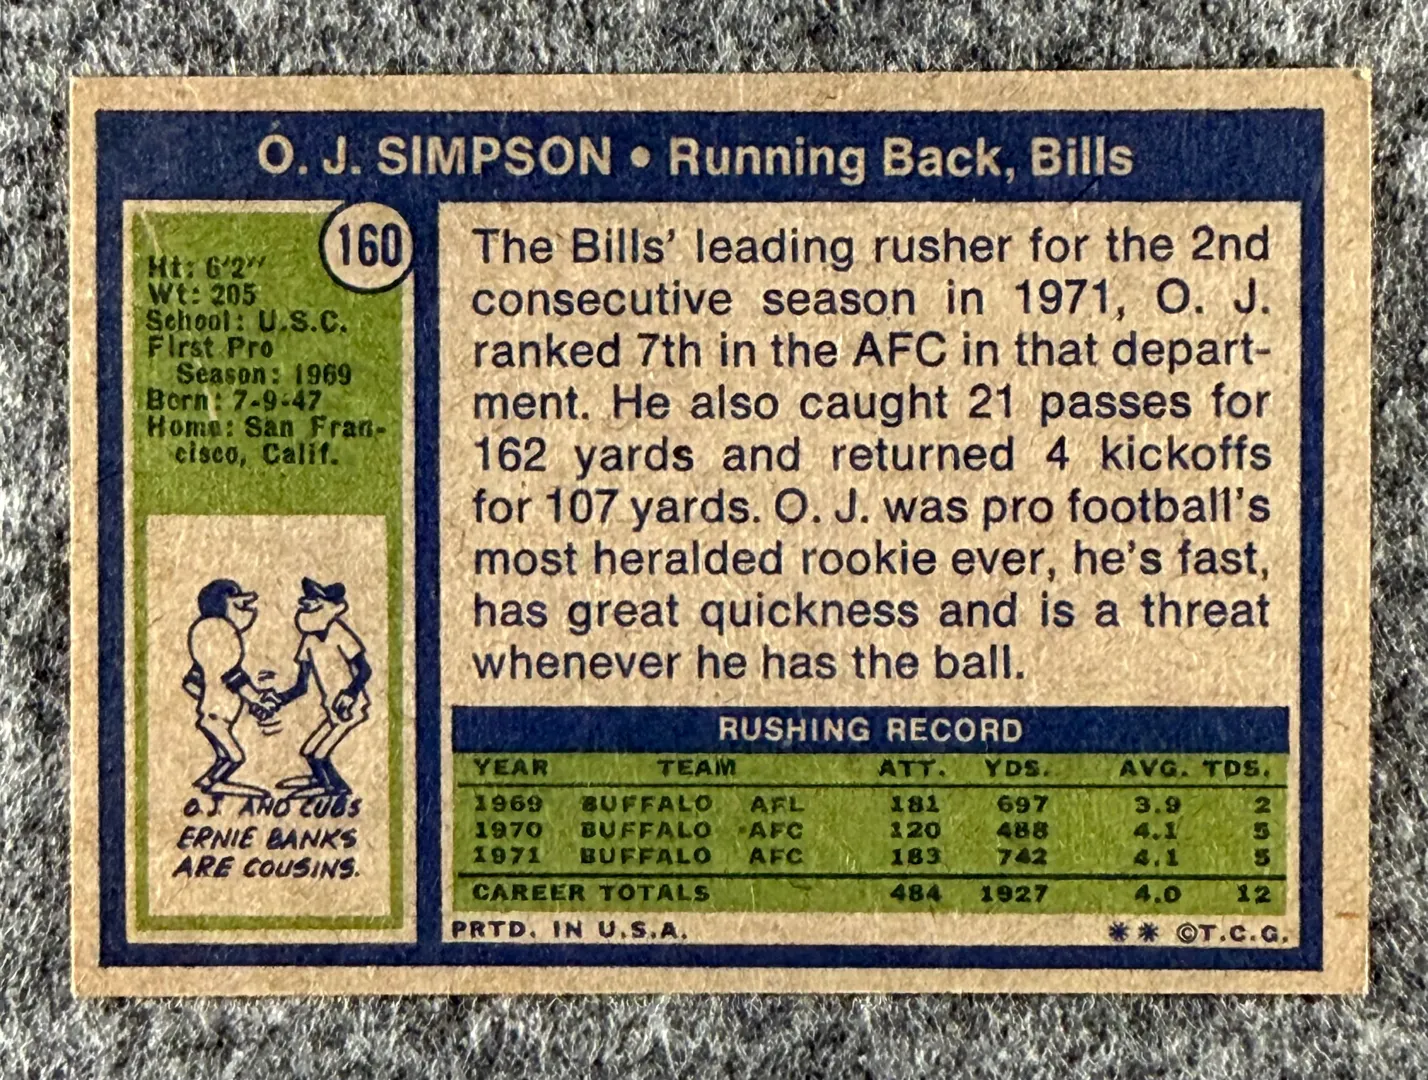 O. J. SIMPSON • Running Back, Bills
160
Ht: 6'2"
Wt: 205
School: U.S.C.
First Pro
Season: 1969
Born: 7-9-47
Home: San Fran-
cisco, Calif.
O.J. AND CUBS
ERNIE BANKS
ARE COUSINS.
The Bills' leading rusher for the 2nd
consecutive season in 1971, O. J.
ranked 7th in the AFC in that depart-
ment. He also caught 21 passes for
162 yards and returned 4 kickoffs
for 107 yards. O. J. was pro football's
most heralded rookie ever, he's fast,
has great quickness and is a threat
whenever he has the ball.
RUSHING RECORD
YEAR TEAM ATT. YDS. AVG. TDS.
1969 BUFFALO AFL 181 697 3.9 2
1970 BUFFALO AFC 120 488 4.1 5
1971 BUFFALO AFC 183 742 4.1 5
CAREER TOTALS 484 1927 4.0 12
PRTD. IN U.S.A. ** ©T.C.G.